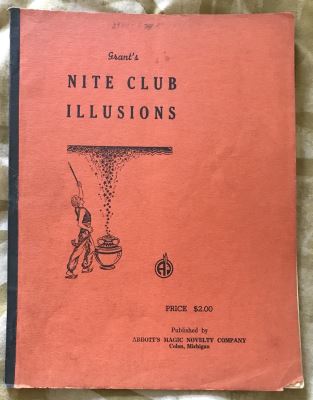 Grant's
NITE CLUB
ILLUSIONS
PRICE $2.00
Published by
ABBOTT'S MAGIC NOVELTY COMPANY
Colon, Michigan